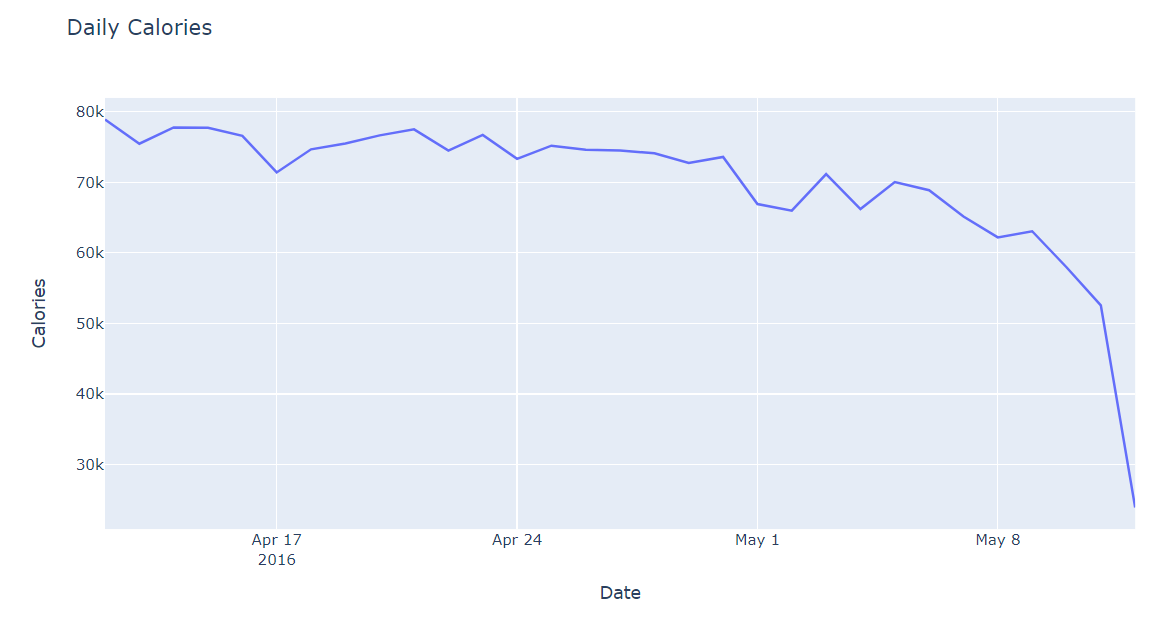 Daily Calories
80k
70k
60k
50k
40k
30k
Calories
Apr 17
2016
Apr 24
May 1
May 8
Date